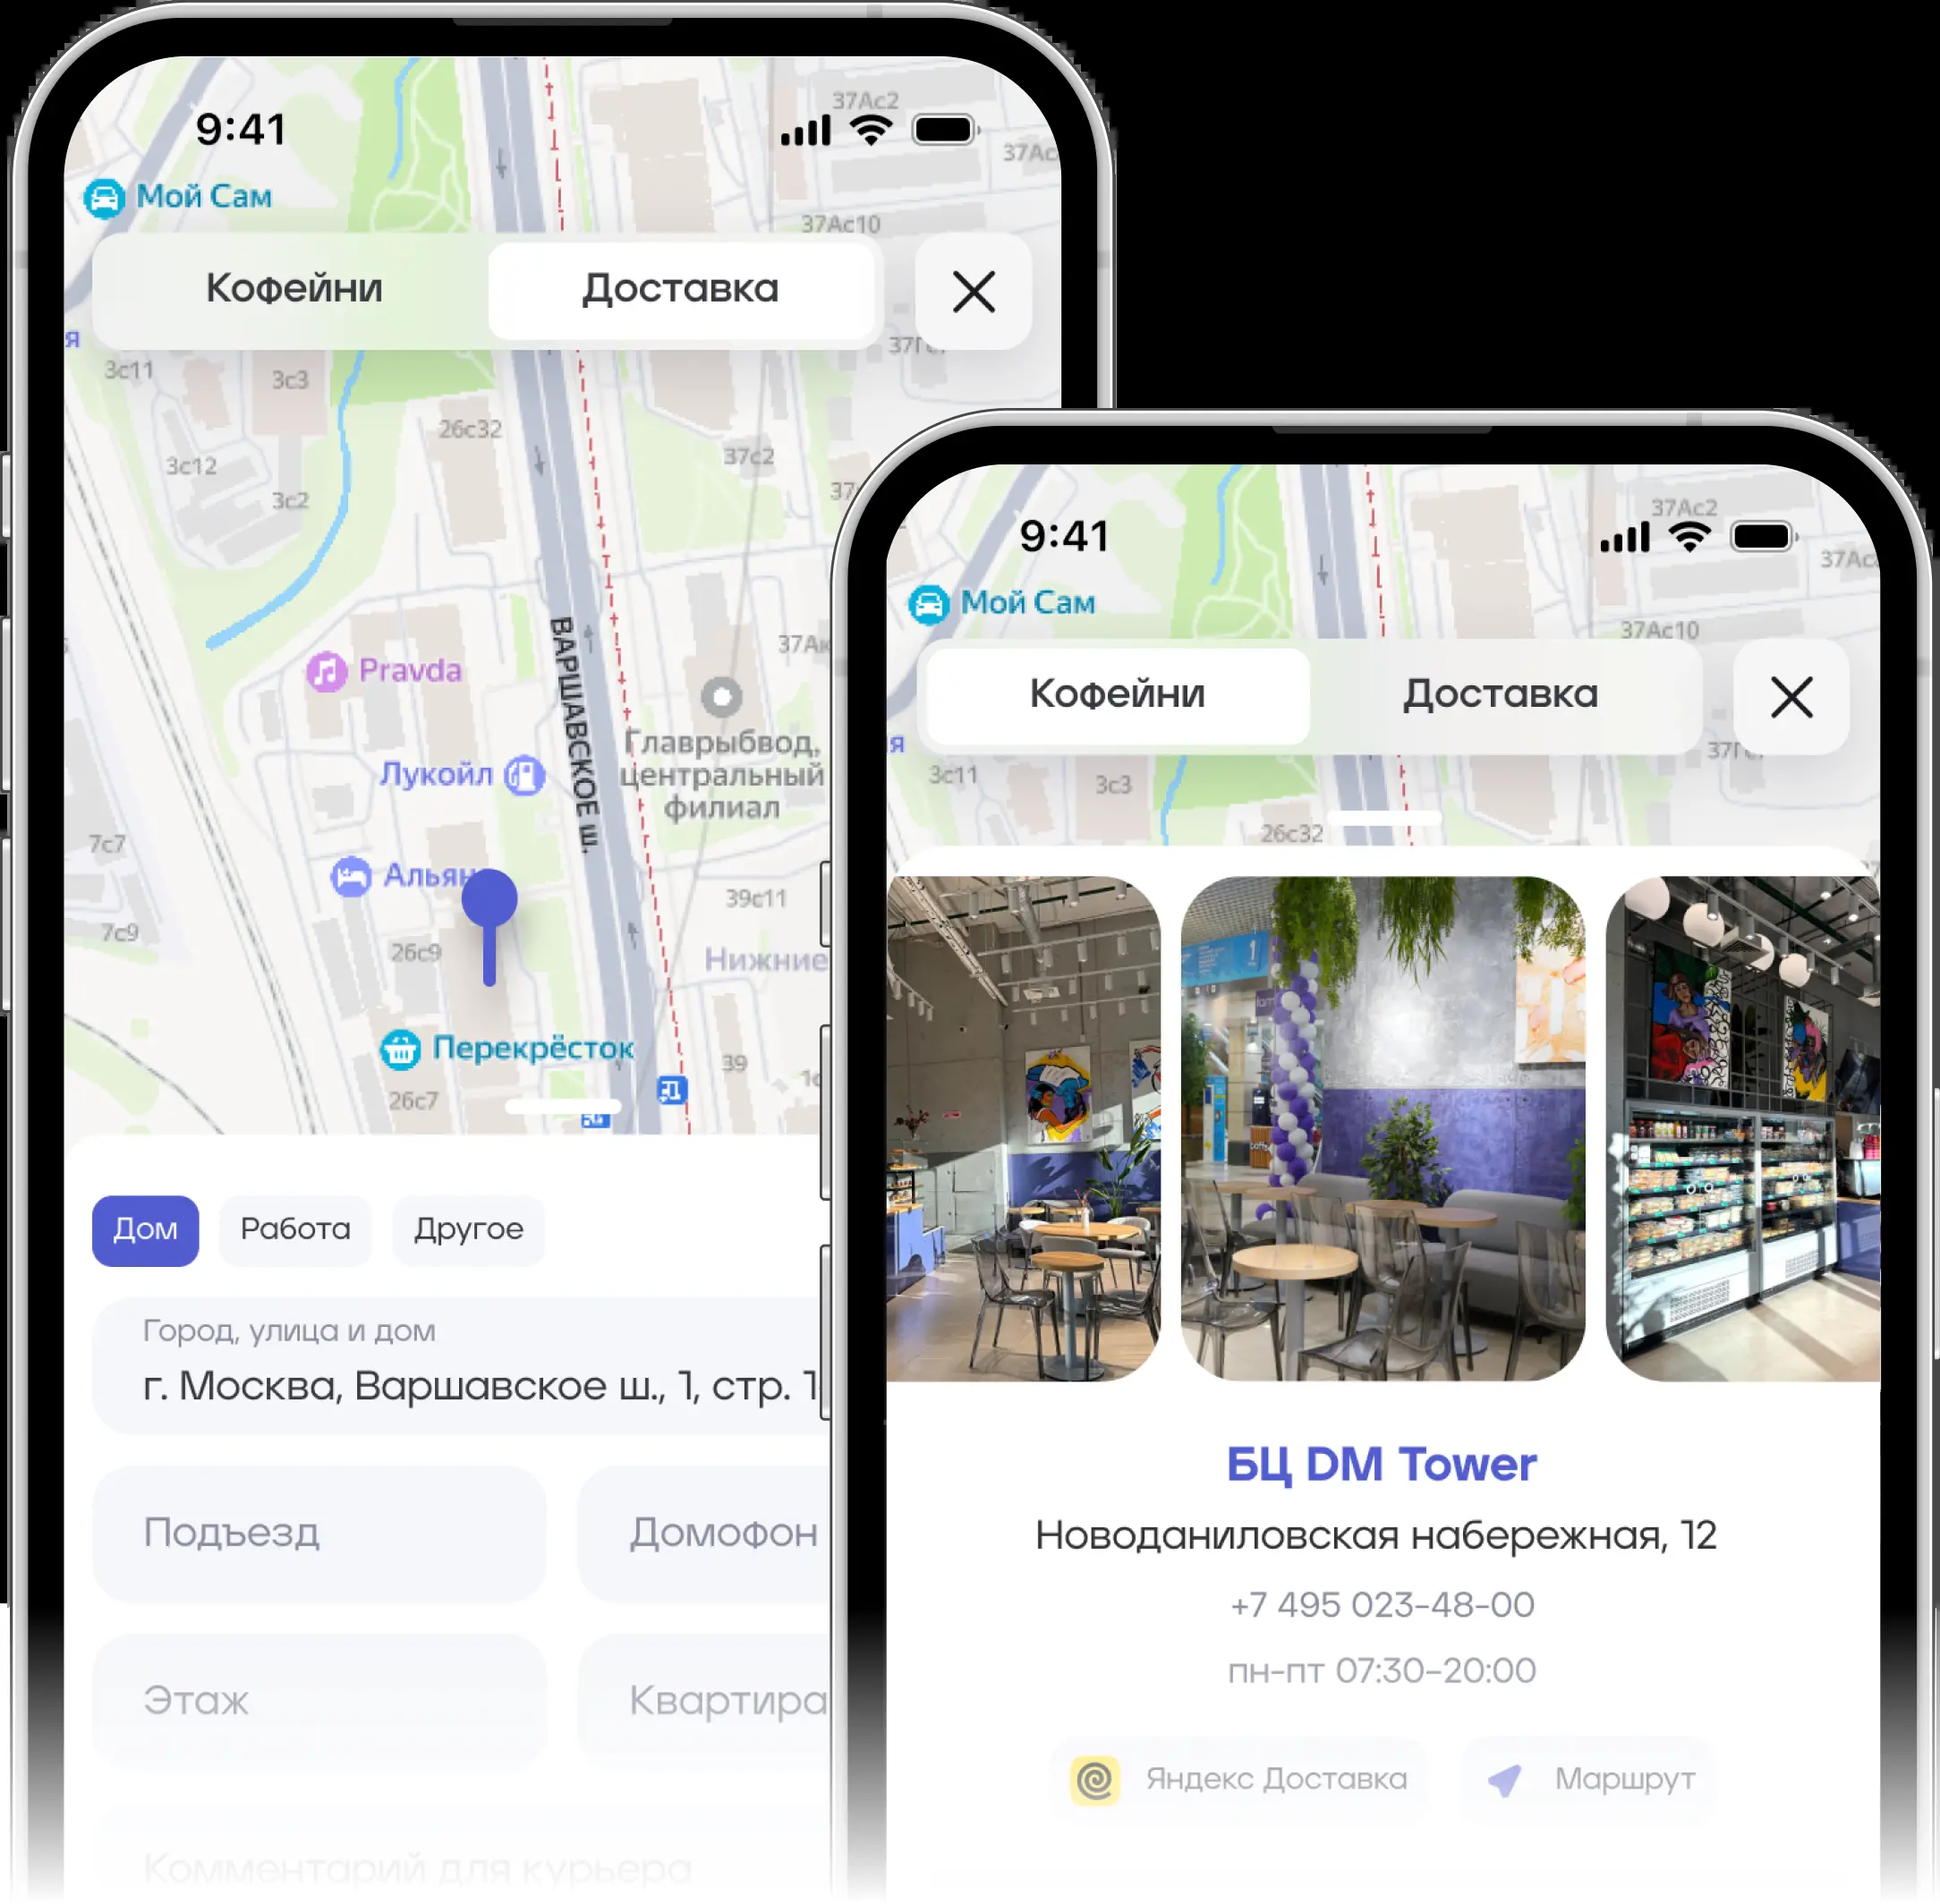 9:41
37Ас2
Мой Сам
37Ас10
Кофейни
Доставка
я
3с11
3с3
26с32
3с12
37с2
3с2
Pravda
ВАРШАВСКОЕ ш.
Главрыбвод,
центральный
филиал
Лукойл
7с7
Альян
39с11
7с9
26с9
Нижние
Перекрёсток
39
26с7
Дом
Работа
Другое
Город, улица и дом
г. Москва, Варшавское ш., 1, стр. 1
Подъезд
Домофон
Этаж
Квартира
Комментарий для курьера
9:41
37Ас2
Мой Сам
37Ас10
Кофейни
Доставка
я
3с11
3с3
26с32
БЦ DM Tower
Новоданиловская набережная, 12
+7 495 023-48-00
пн-пт 07:30-20:00
Яндекс Доставка
Маршрут